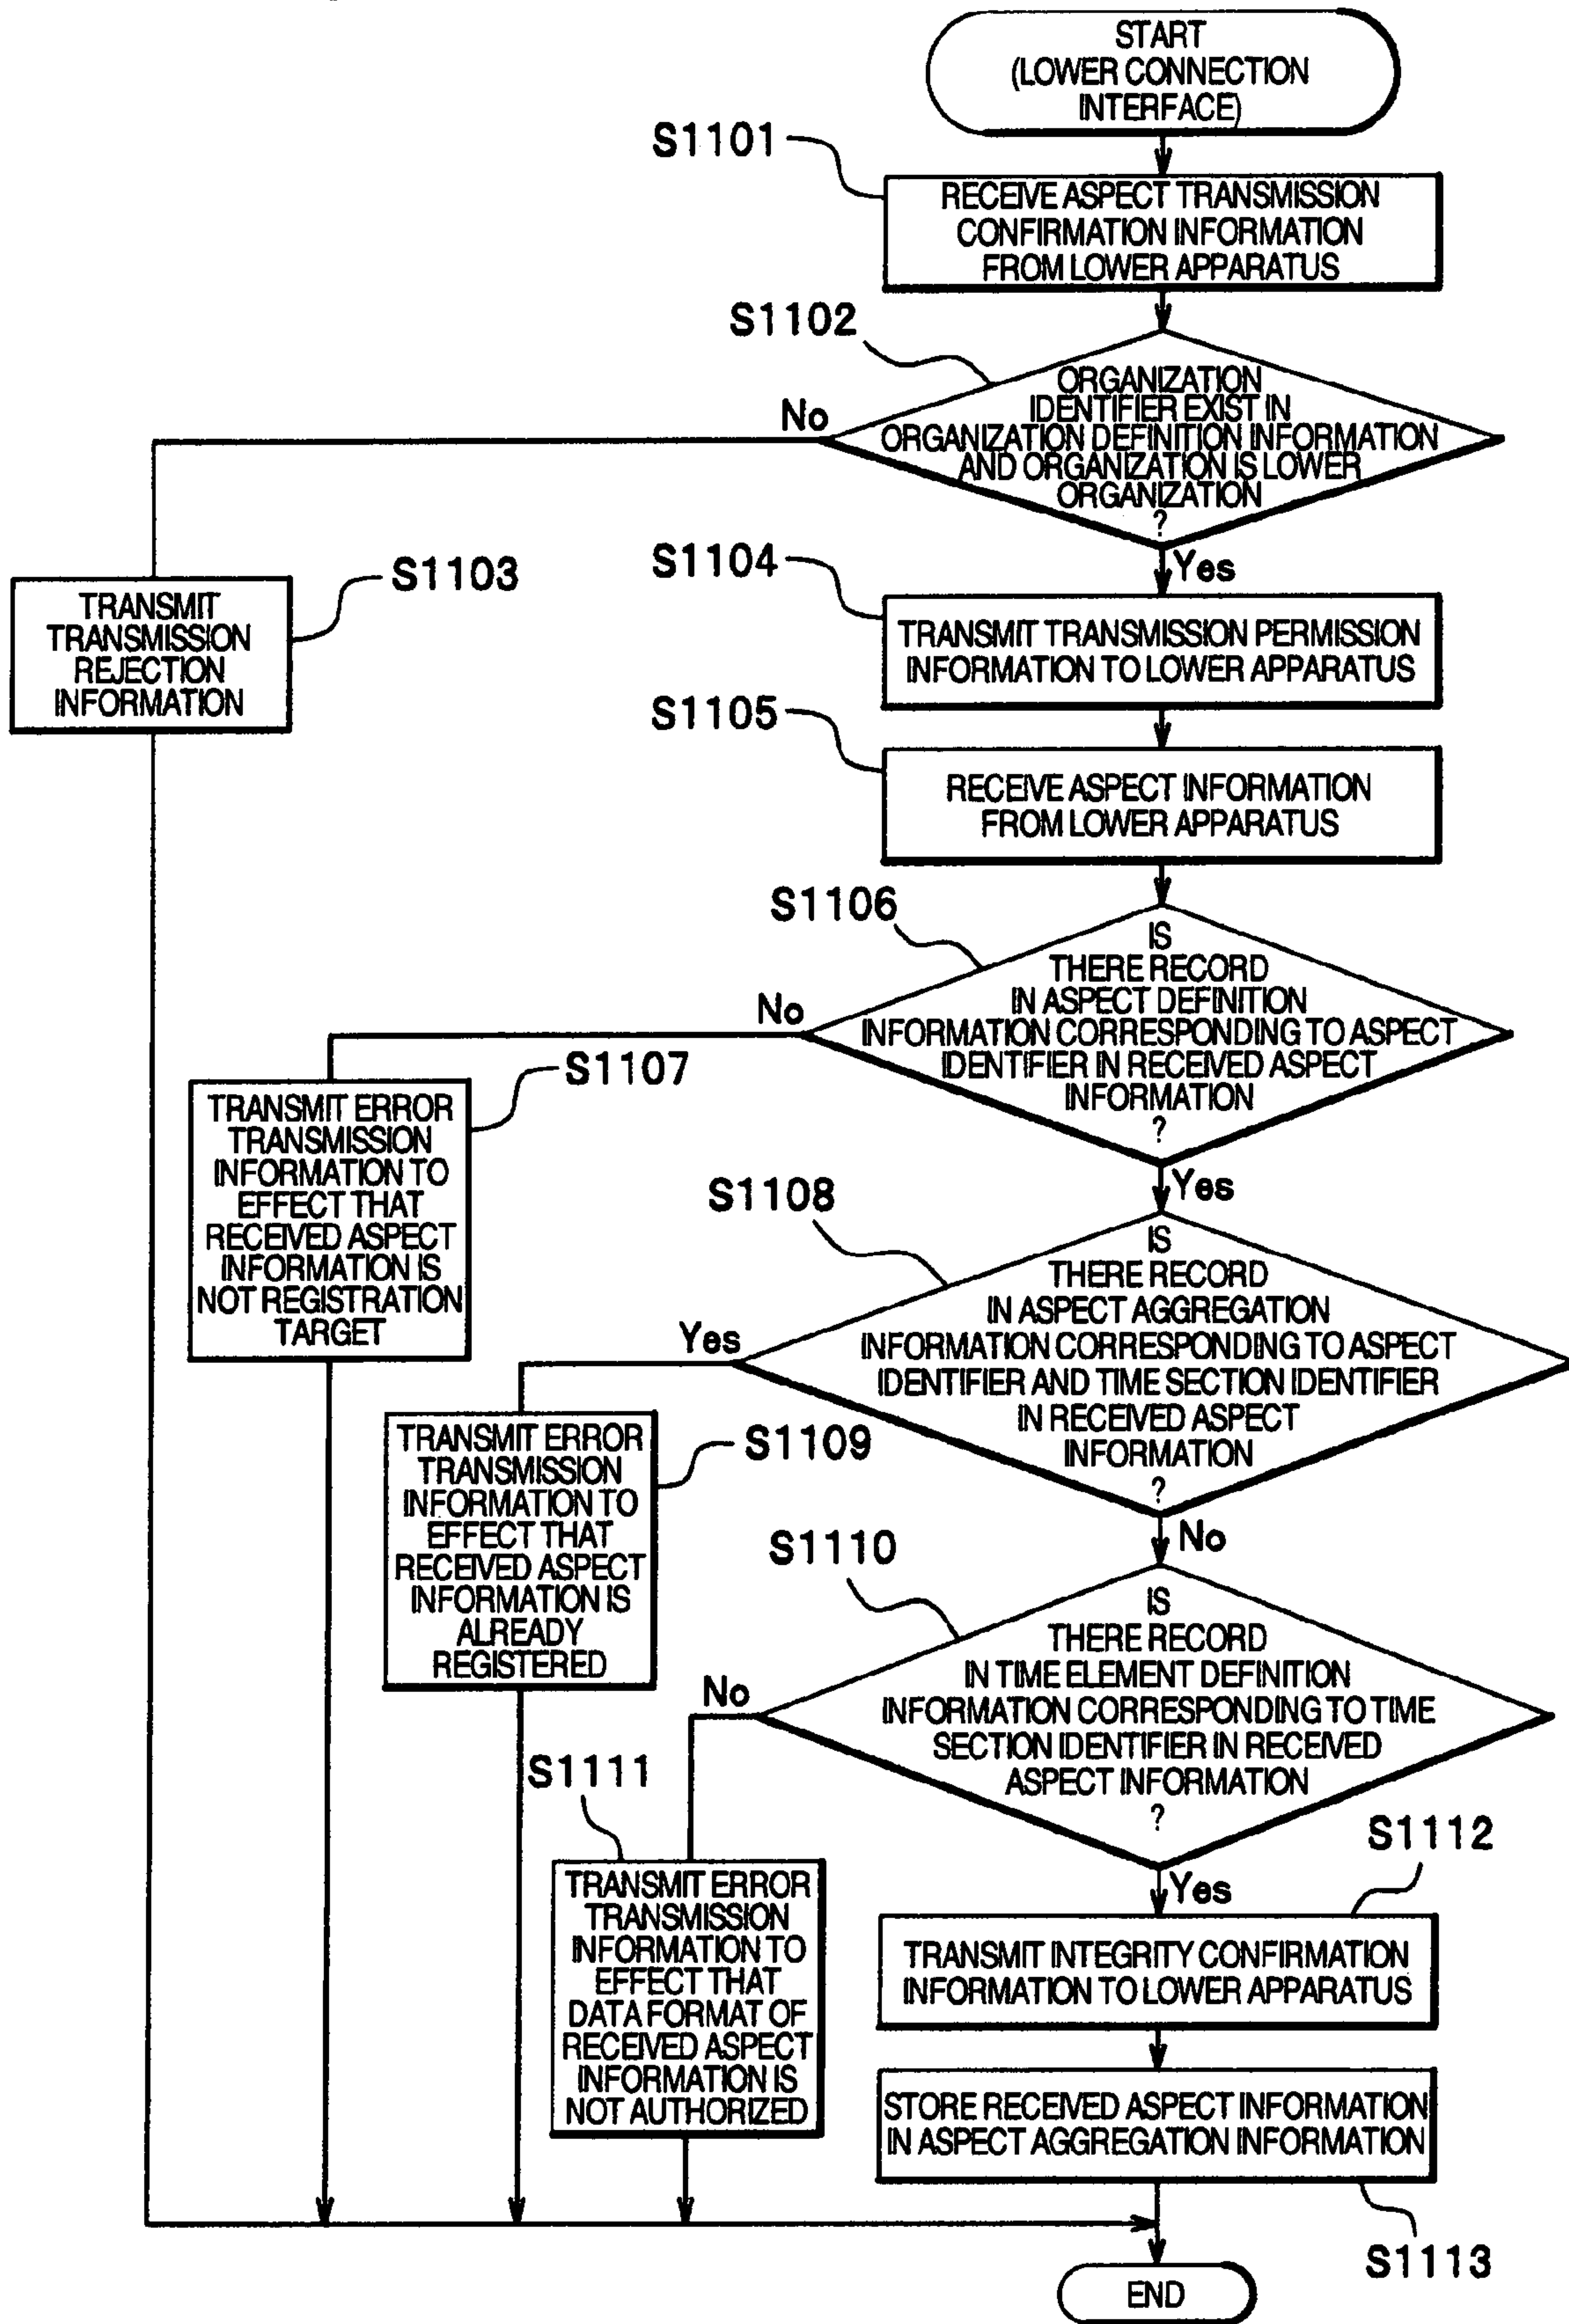 START
(LOWER CONNECTION
INTERFACE)
S1101
RECEIVE ASPECT TRANSMISSION
CONFIRMATION INFORMATION
FROM LOWER APPARATUS
S1102
ORGANIZATION
IDENTIFIER EXIST IN
ORGANIZATION DEFINITION INFORMATION
AND ORGANIZATION IS LOWER
ORGANIZATION
?
No
Yes
S1103
TRANSMIT
TRANSMISSION
REJECTION
INFORMATION
S1104
TRANSMIT TRANSMISSION PERMISSION
INFORMATION TO LOWER APPARATUS
S1105
RECEIVE ASPECT INFORMATION
FROM LOWER APPARATUS
S1106
IS
THERE RECORD
IN ASPECT DEFINITION
INFORMATION CORRESPONDING TO ASPECT
IDENTIFIER IN RECEIVED ASPECT
INFORMATION
?
No
Yes
S1107
TRANSMIT ERROR
TRANSMISSION
INFORMATION TO
EFFECT THAT
RECEIVED ASPECT
INFORMATION IS
NOT REGISTRATION
TARGET
S1108
IS
THERE RECORD
IN ASPECT AGGREGATION
INFORMATION CORRESPONDING TO ASPECT
IDENTIFIER AND TIME SECTION IDENTIFIER
IN RECEIVED ASPECT
INFORMATION
?
Yes
No
S1109
TRANSMIT ERROR
TRANSMISSION
INFORMATION TO
EFFECT THAT
RECEIVED ASPECT
INFORMATION IS
ALREADY
REGISTERED
S1110
IS
THERE RECORD
IN TIME ELEMENT DEFINITION
INFORMATION CORRESPONDING TO TIME
SECTION IDENTIFIER IN RECEIVED
ASPECT INFORMATION
?
No
Yes
S1111
TRANSMIT ERROR
TRANSMISSION
INFORMATION TO
EFFECT THAT
DATA FORMAT OF
RECEIVED ASPECT
INFORMATION IS
NOT AUTHORIZED
S1112
TRANSMIT INTEGRITY CONFIRMATION
INFORMATION TO LOWER APPARATUS
STORE RECEIVED ASPECT INFORMATION
IN ASPECT AGGREGATION INFORMATION
S1113
END